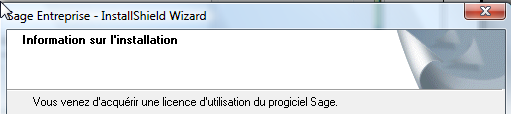 Sage Entreprise - InstallShield Wizard
Information sur l'installation
Vous venez d'acquérir une licence d'utilisation du progiciel Sage.